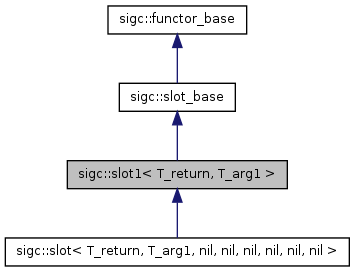 sigc::functor_base
sigc::slot_base
sigc::slot1< T_return, T_arg1 >
sigc::slot< T_return, T_arg1, nil, nil, nil, nil, nil, nil >